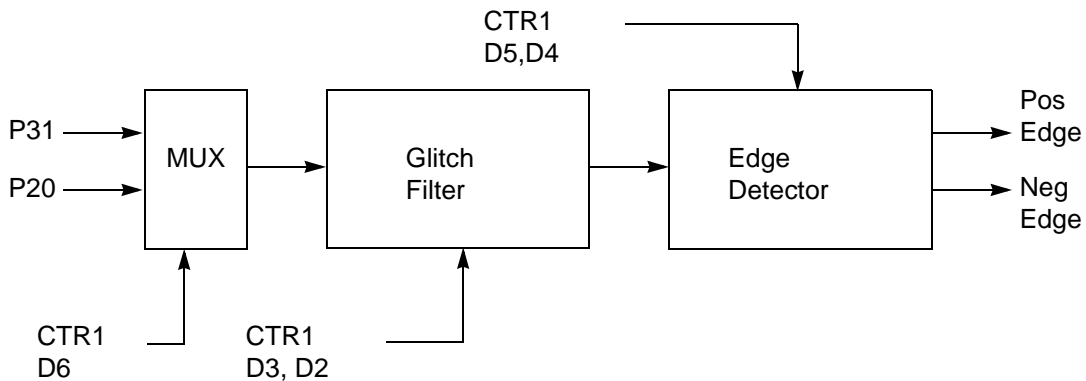 CTR1
D5,D4
P31
P20
MUX
Glitch
Filter
Edge
Detector
Pos
Edge
Neg
Edge
CTR1
D6
CTR1
D3, D2